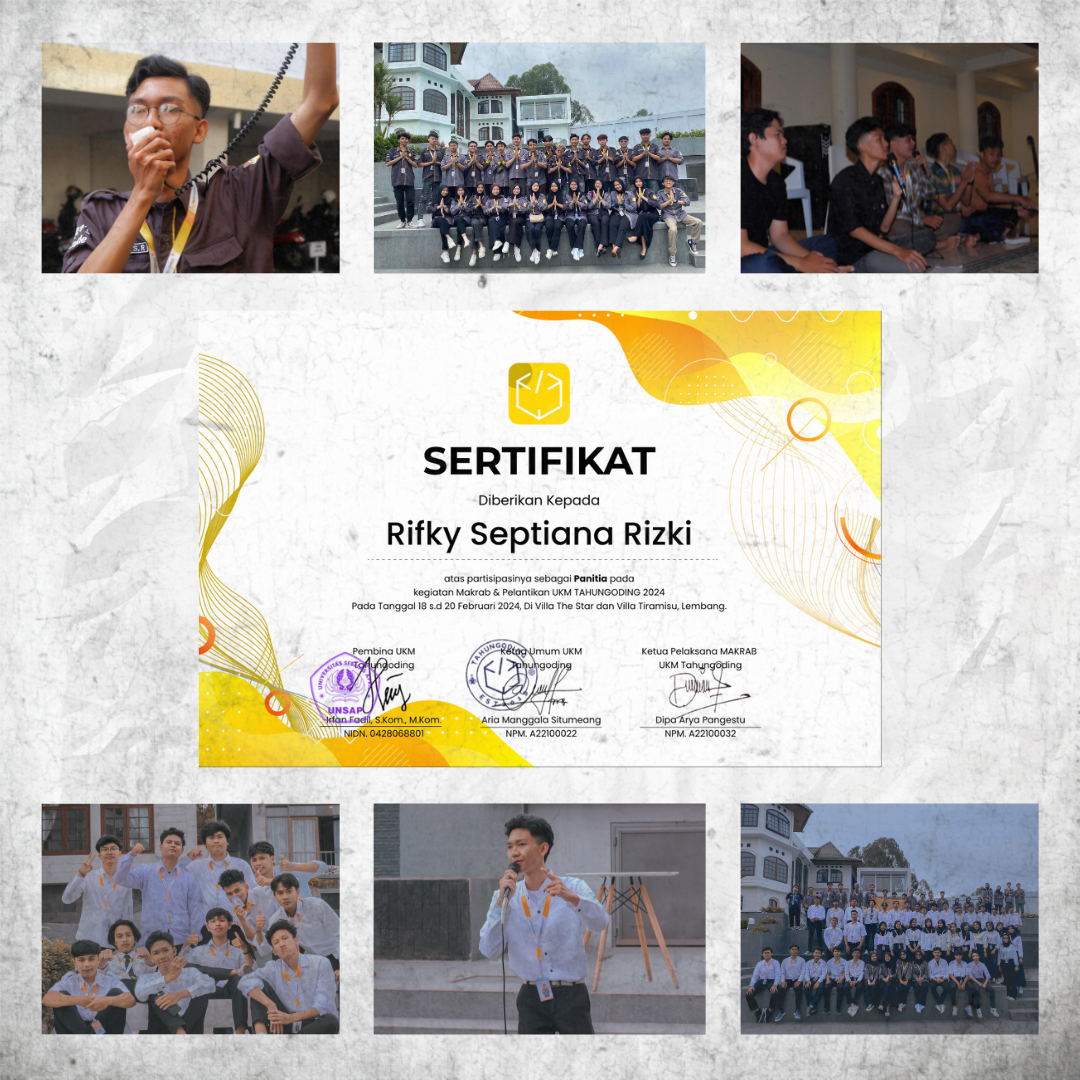 SERTIFIKAT
Diberikan Kepada
Rifky Septiana Rizki
atas partisipasinya sebagai Panitia pada
kegiatan Makrab & Pelantikan UKM TAHUNGODING 2024
Pada Tanggal 18 s.d 20 Februari 2024, Di Villa The Star dan Villa Tiramisu, Lembang.
Pembina UKM
Tahungoding
UNIVERSITAS
UNSAP
Irfan Fadil, S.Kom., M.Kom.
NIDN. 0428068801
Ketua Umum UKM
Tahungoding
TAHUNGODING
Aria Manggala Situmeang
NPM. A22100022
Ketua Pelaksana MAKRAB
UKM Tahungoding
Dipa Arya Pangestu
NPM. A22100032